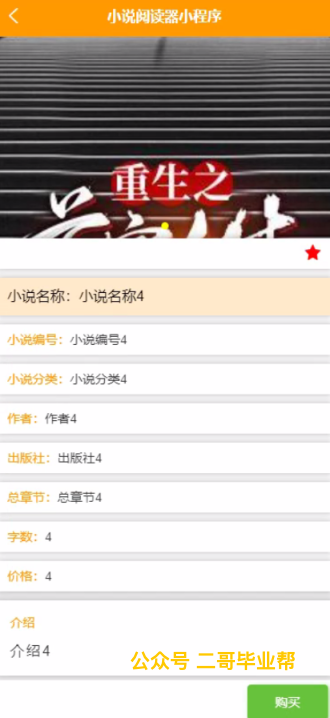 小说阅读器小程序
重生之
小说名称：小说名称4
小说编号：小说编号4
小说分类：小说分类4
作者：作者4
出版社：出版社4
总章节：总章节4
字数：4
价格：4
介绍
介绍4
公众号 二哥毕业帮
购买